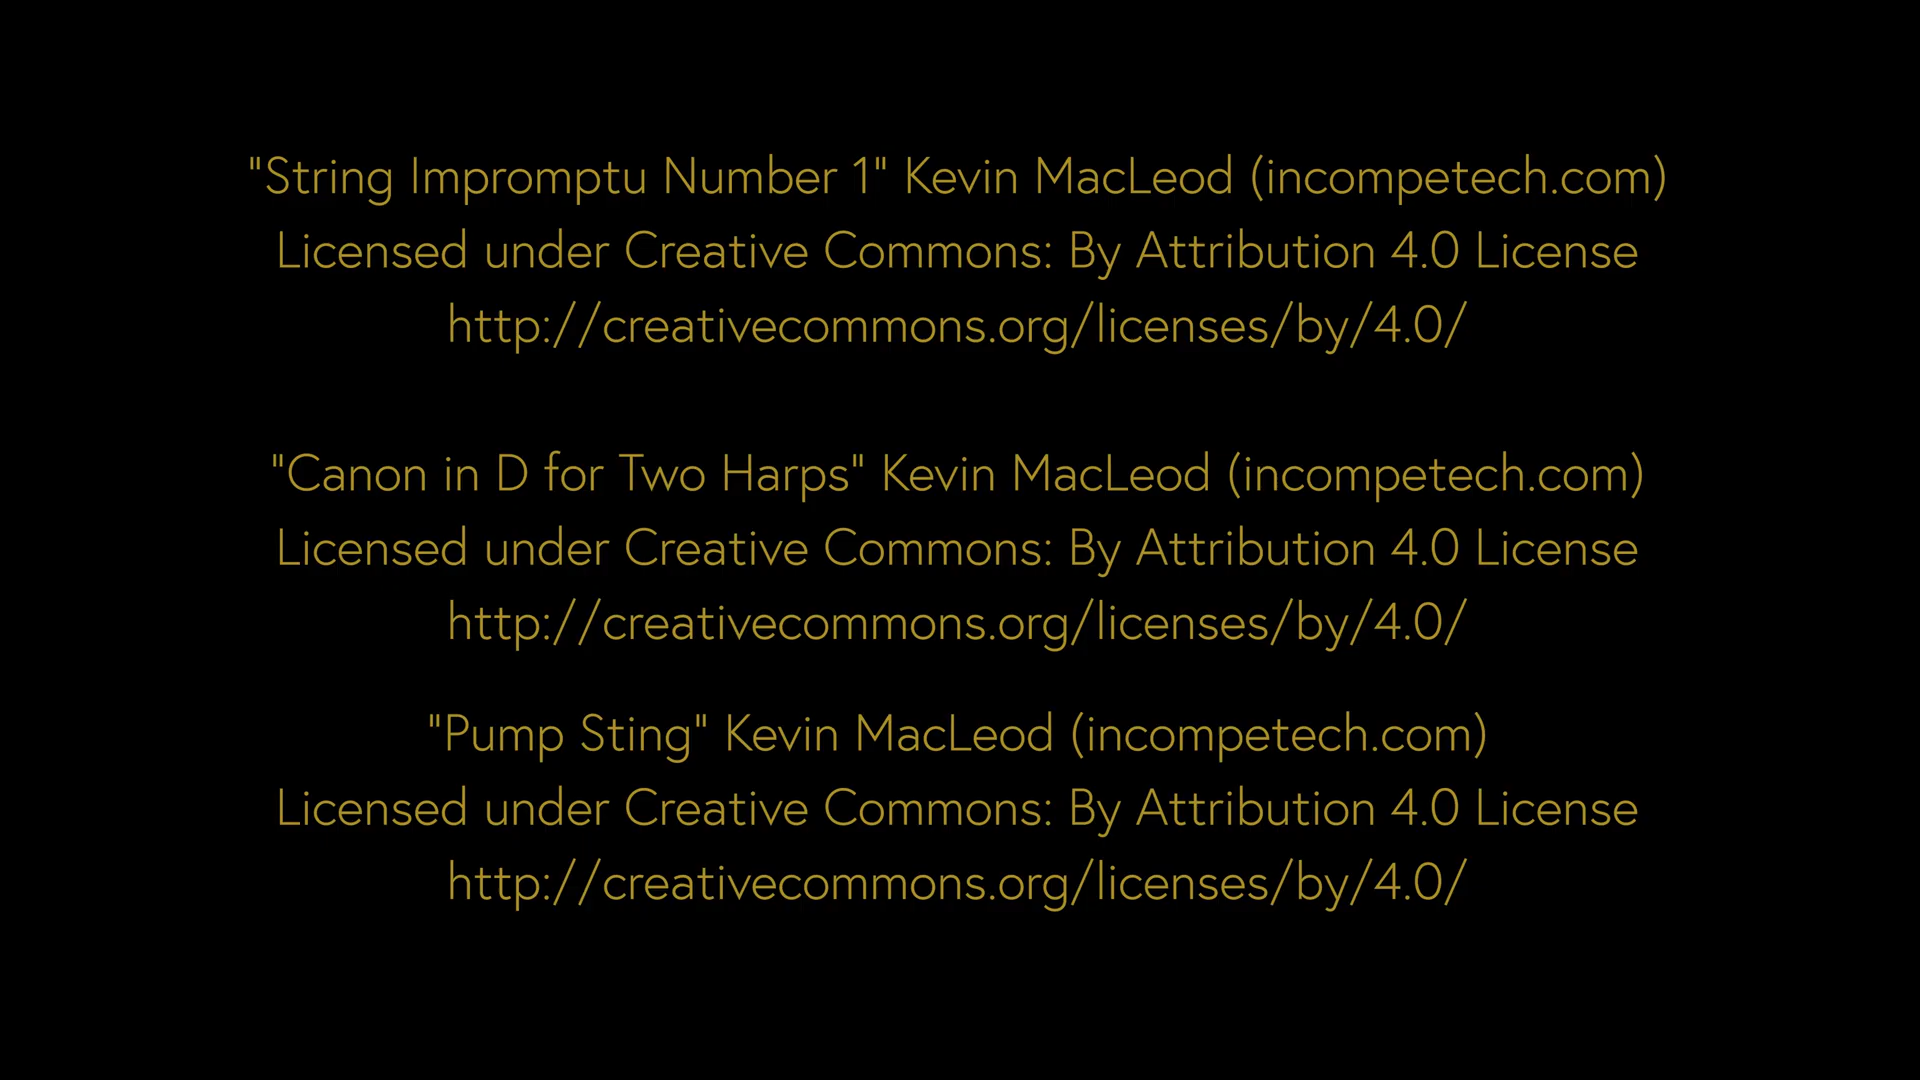 "String Impromptu Number 1" Kevin MacLeod (incompetech.com)
Licensed under Creative Commons: By Attribution 4.0 License
http://creativecommons.org/licenses/by/4.0/
"Canon in D for Two Harps" Kevin MacLeod (incompetech.com)
Licensed under Creative Commons: By Attribution 4.0 License
http://creativecommons.org/licenses/by/4.0/
"Pump Sting" Kevin MacLeod (incompetech.com)
Licensed under Creative Commons: By Attribution 4.0 License
http://creativecommons.org/licenses/by/4.0/